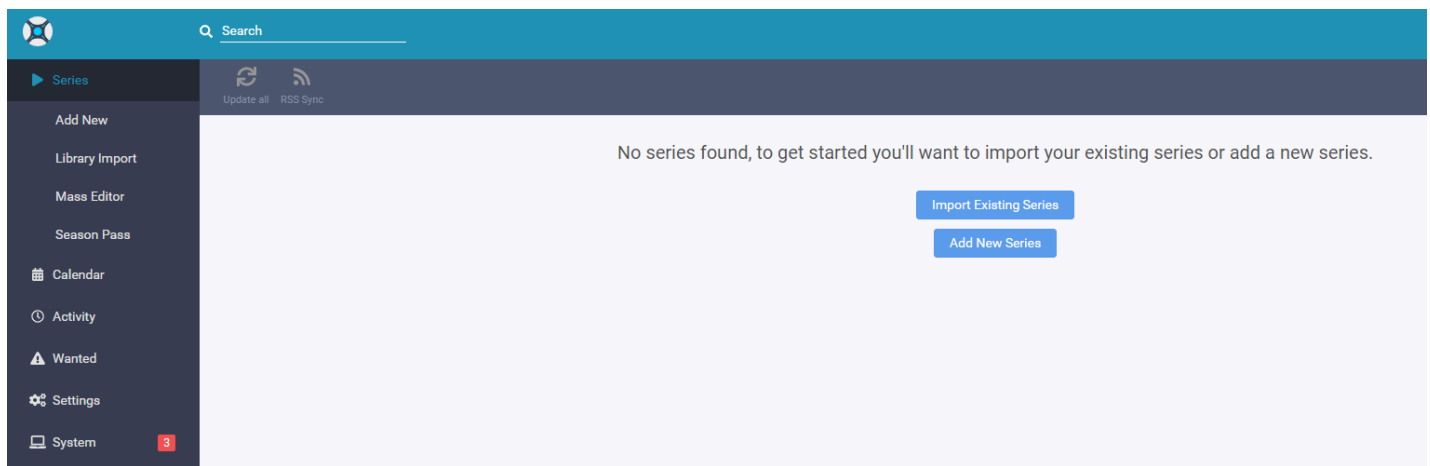 Search
Series
Update all RSS Sync
Add New
Library Import
Mass Editor
Season Pass
Calendar
Activity
Wanted
Settings
System 3
No series found, to get started you'll want to import your existing series or add a new series.
Import Existing Series
Add New Series